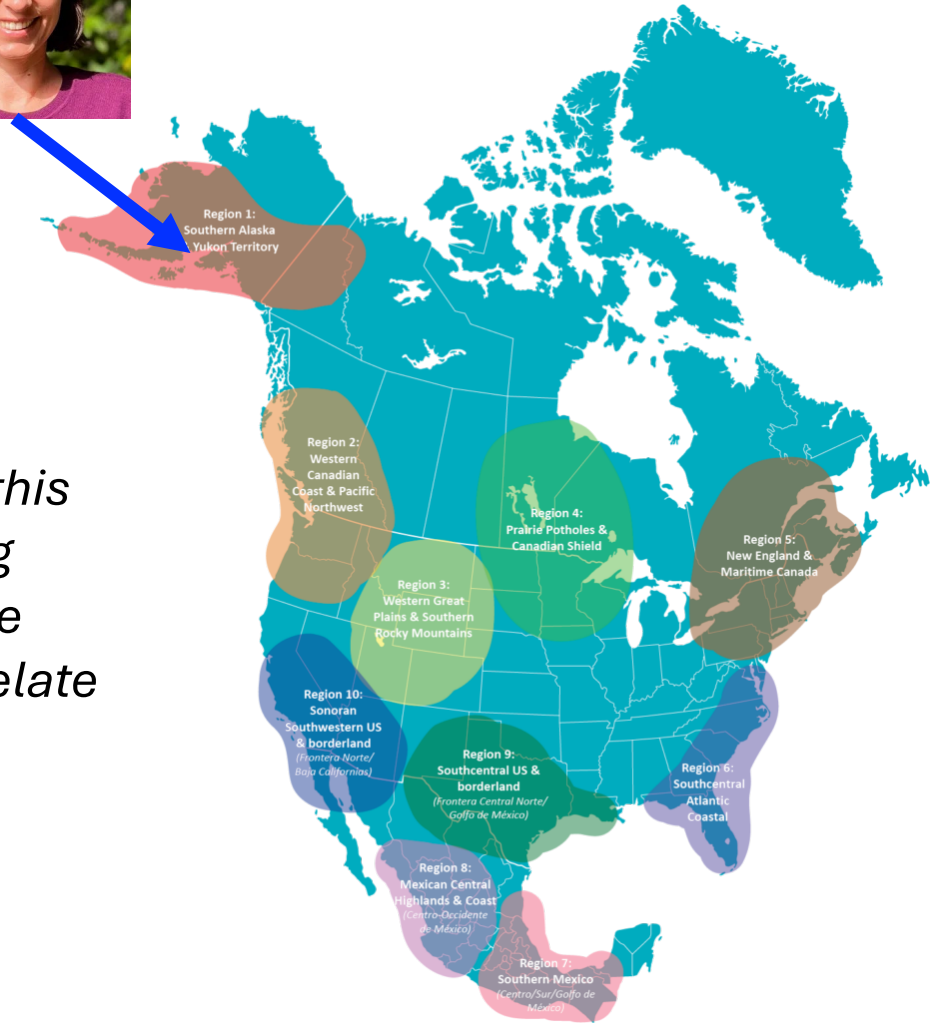 Region 1:
Southern Alaska
Yukon Territory
Region 2:
Western
Canadian
Coast & Pacific
Northwest
this
Region 4:
Prairie Potholes &
Canadian Shield
Region 5:
New England &
Maritime Canada
g
Region 3:
Western Great
Plains & Southern
Rocky Mountains
e
elate
Region 10:
Sonoran
Southwestern US
& borderland
(Frontera Norte/
Baja Californias)
Region 9:
Southcentral US &
borderland
(Frontera Central Norte/
Golfo de México)
Region 6:
Southcentral
Atlantic
Coastal
Region 8:
Mexican Central
Highlands & Coast
(Centro-Occidente
de México)
Region 7:
Southern Mexico
(Centro/Sur/Golfo de
México)